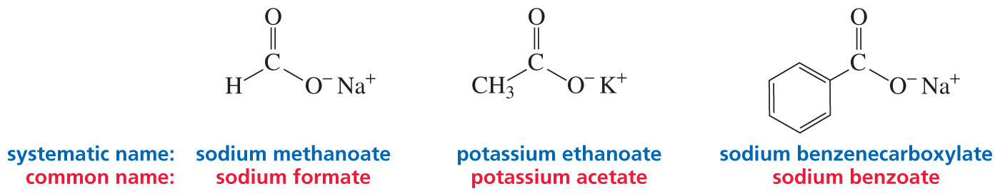 O O O
C C C
H O⁻ Na⁺ CH₃ O⁻ K⁺ O⁻ Na⁺
systematic name: sodium methanoate potassium ethanoate sodium benzenecarboxylate
common name: sodium formate potassium acetate sodium benzoate